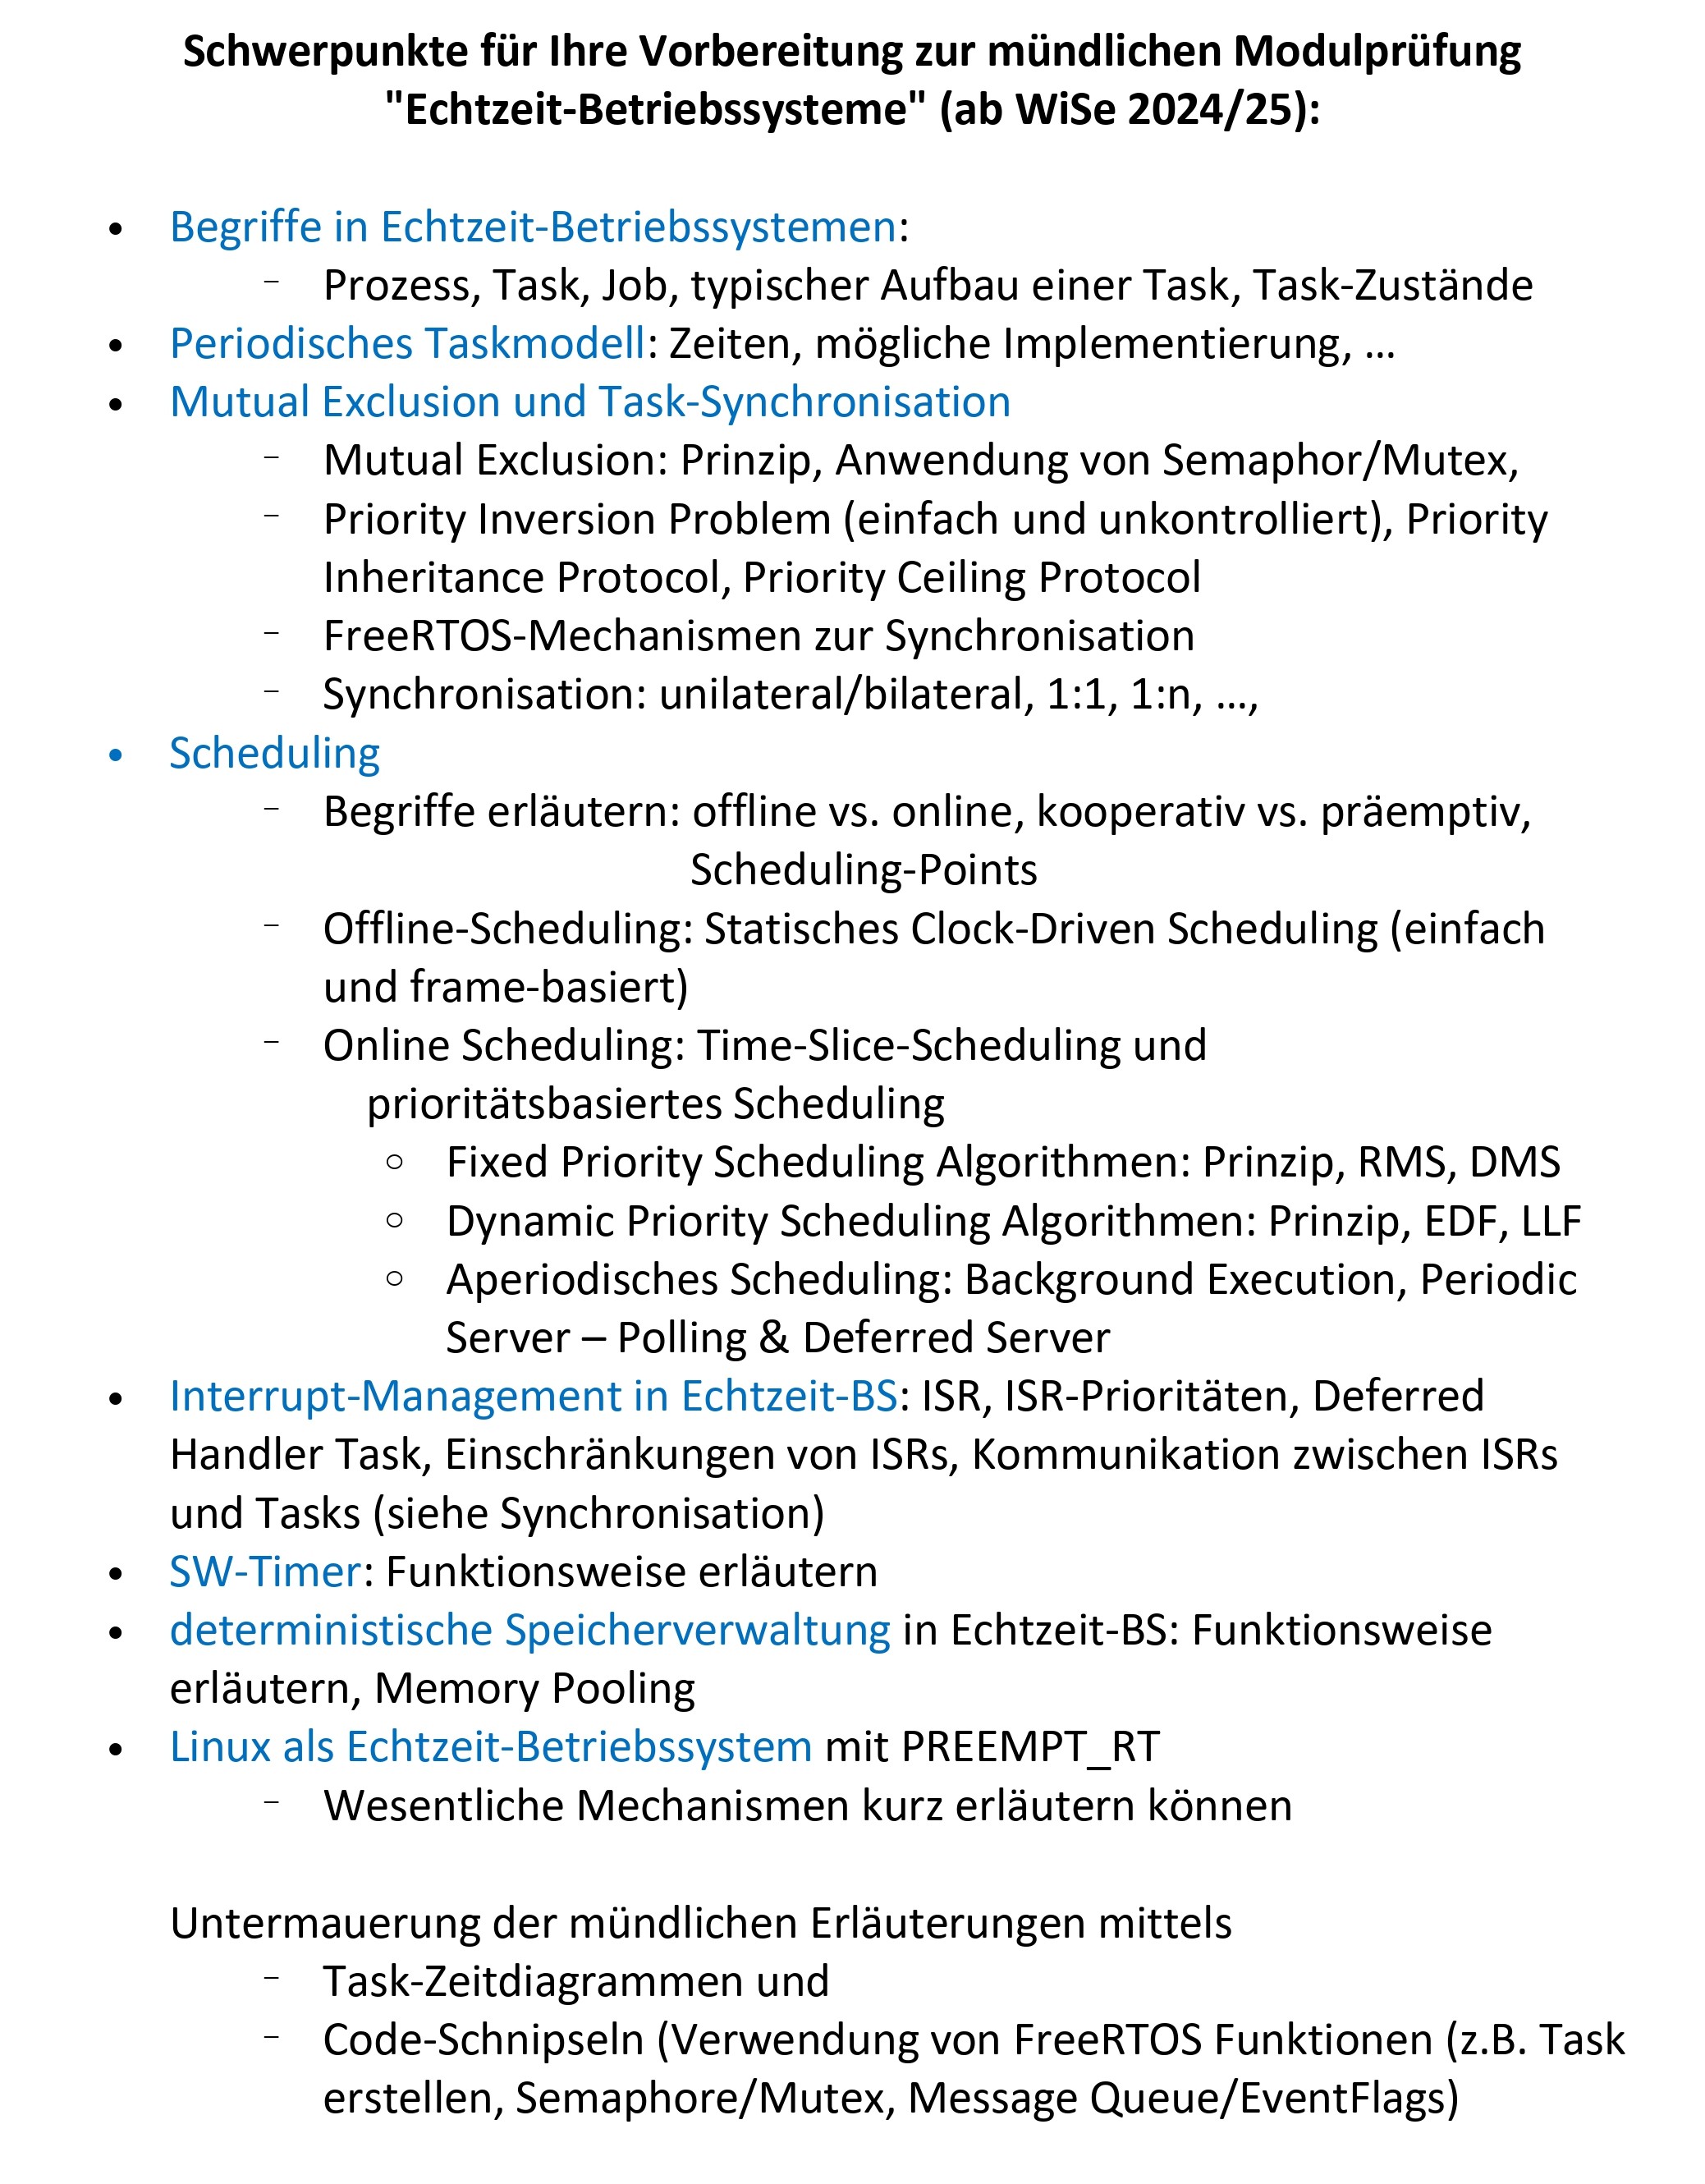 Schwerpunkte für Ihre Vorbereitung zur mündlichen Modulprüfung
"Echtzeit-Betriebssysteme" (ab WiSe 2024/25):
• Begriffe in Echtzeit-Betriebssystemen:
− Prozess, Task, Job, typischer Aufbau einer Task, Task-Zustände
• Periodisches Taskmodell: Zeiten, mögliche Implementierung, …
• Mutual Exclusion und Task-Synchronisation
− Mutual Exclusion: Prinzip, Anwendung von Semaphor/Mutex,
− Priority Inversion Problem (einfach und unkontrolliert), Priority
Inheritance Protocol, Priority Ceiling Protocol
− FreeRTOS-Mechanismen zur Synchronisation
− Synchronisation: unilateral/bilateral, 1:1, 1:n, …,
• Scheduling
− Begriffe erläutern: offline vs. online, kooperativ vs. präemptiv,
Scheduling-Points
− Offline-Scheduling: Statisches Clock-Driven Scheduling (einfach
und frame-basiert)
− Online Scheduling: Time-Slice-Scheduling und
prioritätsbasiertes Scheduling
○ Fixed Priority Scheduling Algorithmen: Prinzip, RMS, DMS
○ Dynamic Priority Scheduling Algorithmen: Prinzip, EDF, LLF
○ Aperiodisches Scheduling: Background Execution, Periodic
Server – Polling & Deferred Server
• Interrupt-Management in Echtzeit-BS: ISR, ISR-Prioritäten, Deferred
Handler Task, Einschränkungen von ISRs, Kommunikation zwischen ISRs
und Tasks (siehe Synchronisation)
• SW-Timer: Funktionsweise erläutern
• deterministische Speicherverwaltung in Echtzeit-BS: Funktionsweise
erläutern, Memory Pooling
• Linux als Echtzeit-Betriebssystem mit PREEMPT_RT
− Wesentliche Mechanismen kurz erläutern können
Untermauerung der mündlichen Erläuterungen mittels
− Task-Zeitdiagrammen und
− Code-Schnipseln (Verwendung von FreeRTOS Funktionen (z.B. Task
erstellen, Semaphore/Mutex, Message Queue/EventFlags)